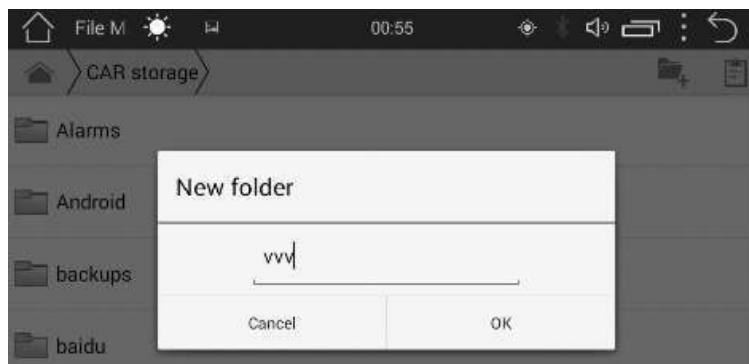 File M 00:55
CAR storage
Alarms
Android
backups
baidu
New folder
vvv
Cancel OK